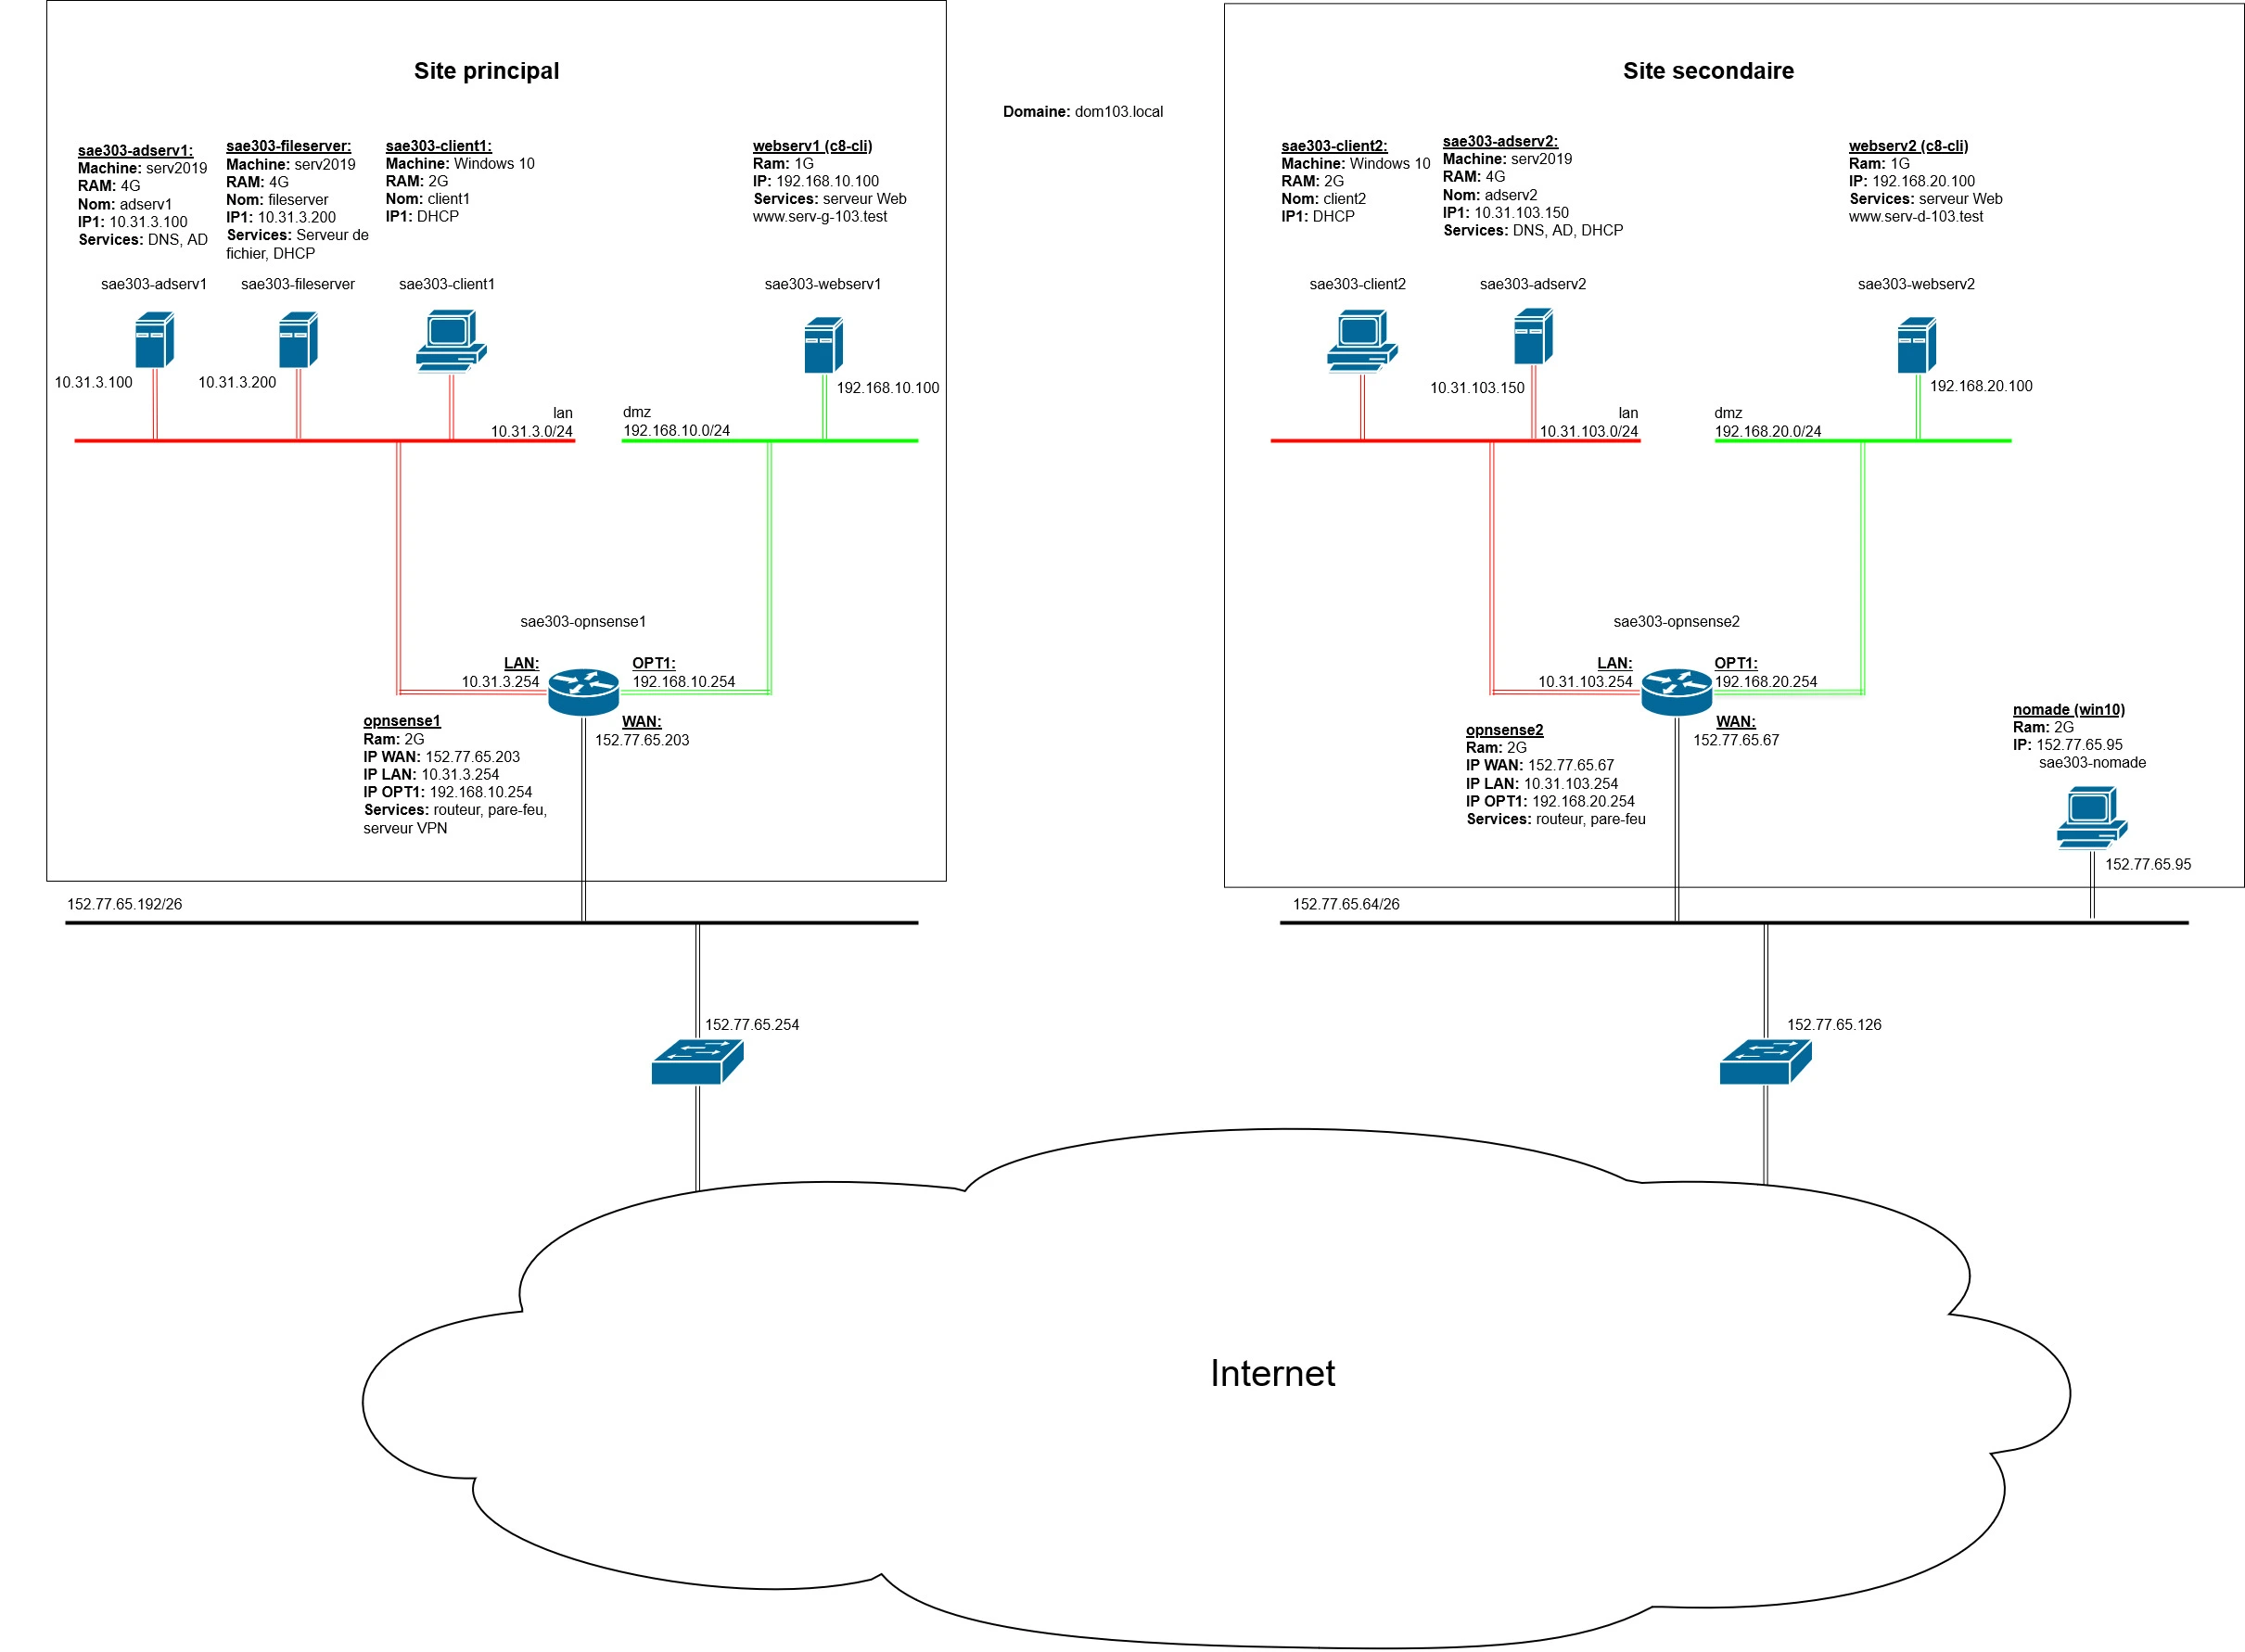 Site principal
Domaine: dom103.local
sae303-adserv1:
Machine: serv2019
RAM: 4G
Nom: adserv1
IP1: 10.31.3.100
Services: DNS, AD
sae303-fileserver:
Machine: serv2019
RAM: 4G
Nom: fileserver
IP1: 10.31.3.200
Services: Serveur de
fichier, DHCP
sae303-client1:
Machine: Windows 10
RAM: 2G
Nom: client1
IP1: DHCP
webserv1 (c8-cli)
Ram: 1G
IP: 192.168.10.100
Services: serveur Web
www.serv-g-103.test
sae303-adserv1
sae303-fileserver
sae303-client1
sae303-webserv1
10.31.3.100
10.31.3.200
192.168.10.100
lan
10.31.3.0/24
dmz
192.168.10.0/24
sae303-opnsense1
LAN:
10.31.3.254
OPT1:
192.168.10.254
WAN:
152.77.65.203
opnsense1
Ram: 2G
IP WAN: 152.77.65.203
IP LAN: 10.31.3.254
IP OPT1: 192.168.10.254
Services: routeur, pare-feu,
serveur VPN
152.77.65.192/26
152.77.65.254
Site secondaire
sae303-client2:
Machine: Windows 10
RAM: 2G
Nom: client2
IP1: DHCP
sae303-adserv2:
Machine: serv2019
RAM: 4G
Nom: adserv2
IP1: 10.31.103.150
Services: DNS, AD, DHCP
webserv2 (c8-cli)
Ram: 1G
IP: 192.168.20.100
Services: serveur Web
www.serv-d-103.test
sae303-client2
sae303-adserv2
sae303-webserv2
10.31.103.150
192.168.20.100
lan
10.31.103.0/24
dmz
192.168.20.0/24
sae303-opnsense2
LAN:
10.31.103.254
OPT1:
192.168.20.254
WAN:
152.77.65.67
opnsense2
Ram: 2G
IP WAN: 152.77.65.67
IP LAN: 10.31.103.254
IP OPT1: 192.168.20.254
Services: routeur, pare-feu
nomade (win10)
Ram: 2G
IP: 152.77.65.95
sae303-nomade
152.77.65.95
152.77.65.64/26
152.77.65.126
Internet